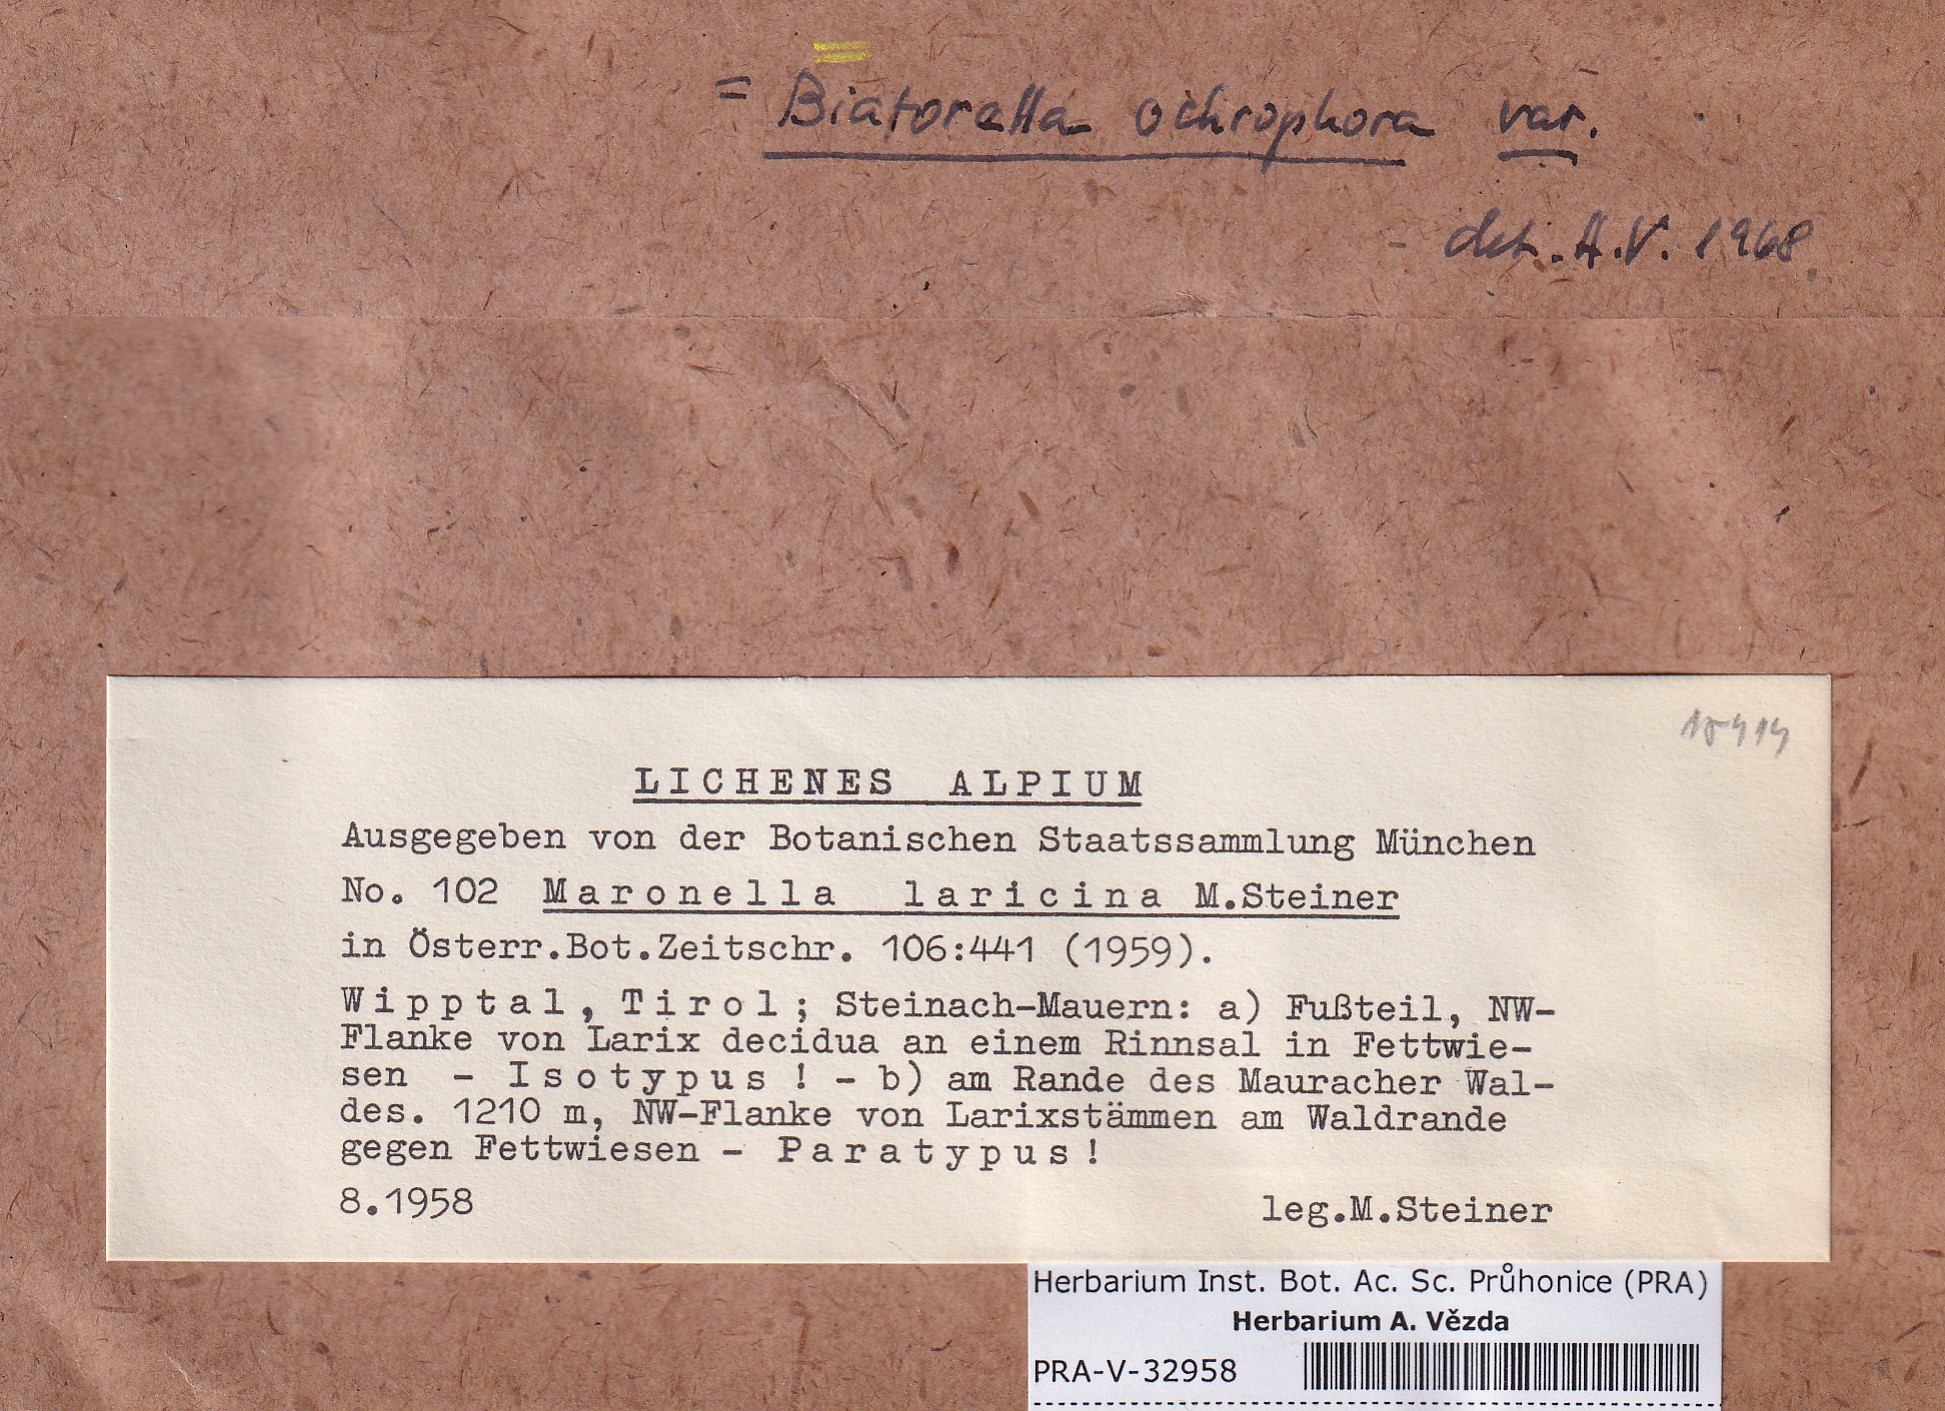 = Biatorella ochrophora var.
det. A.V. 1968.
LICHENES ALPIUM
Ausgegeben von der Botanischen Staatssammlung München
No. 102 Maronella laricina M.Steiner
in Österr.Bot.Zeitschr. 106:441 (1959).
Wipptal, Tirol; Steinach-Mauern: a) Fußteil, NW-
Flanke von Larix decidua an einem Rinnsal in Fettwie-
sen - Isotypus ! - b) am Rande des Mauracher Wal-
des. 1210 m, NW-Flanke von Larixstämmen am Waldrande
gegen Fettwiesen - Paratypus!
8.1958 leg.M.Steiner
Herbarium Inst. Bot. Ac. Sc. Průhonice (PRA)
Herbarium A. Vězda
PRA-V-32958